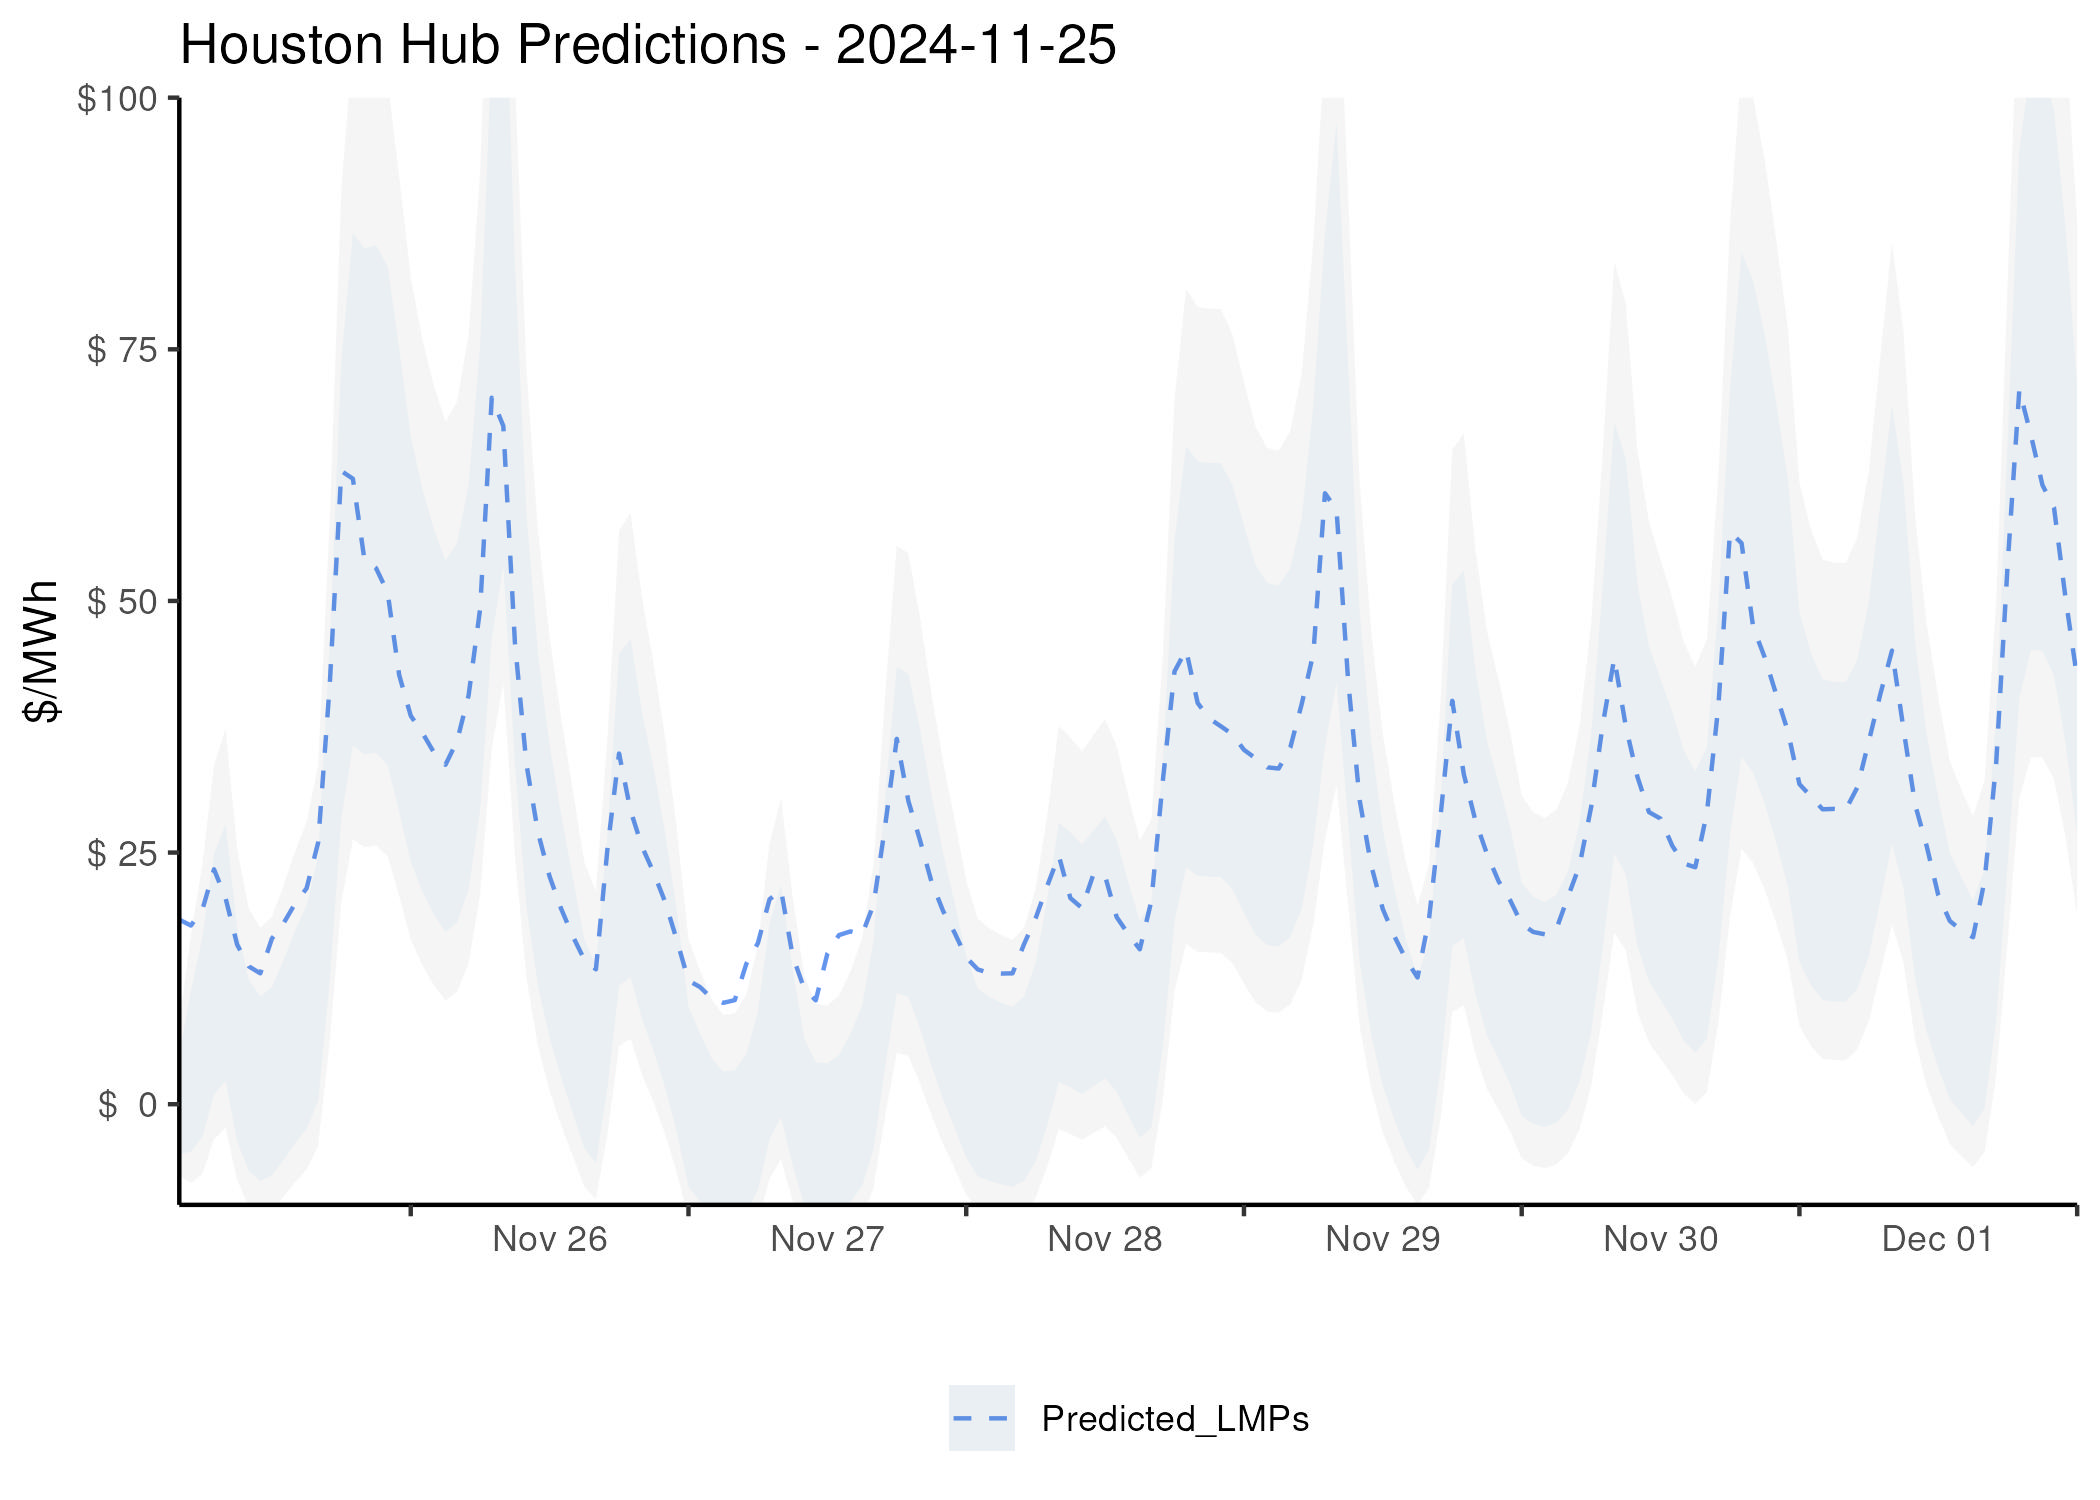 Houston Hub Predictions - 2024-11-25
$100
$ 75
$ 50
$ 25
$  0
$/MWh
Nov 26 Nov 27 Nov 28 Nov 29 Nov 30 Dec 01
Predicted_LMPs